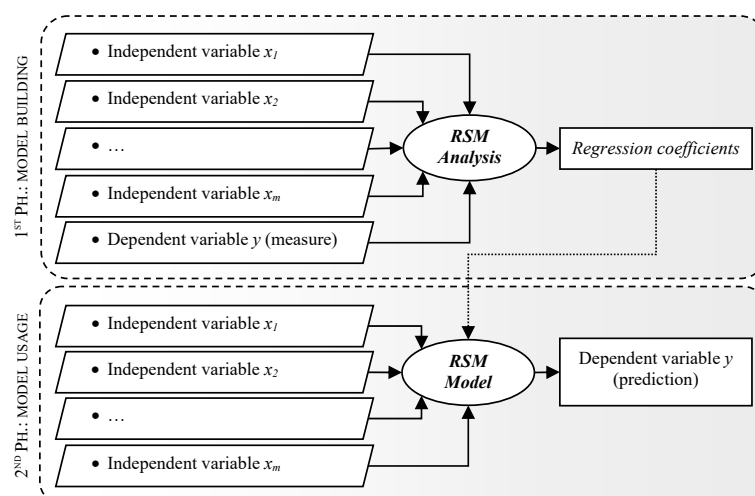 1ST PH.: MODEL BUILDING
• Independent variable x1
• Independent variable x2
• …
• Independent variable xm
• Dependent variable y (measure)
RSM
Analysis
Regression coefficients
2ND PH.: MODEL USAGE
• Independent variable x1
• Independent variable x2
• …
• Independent variable xm
RSM
Model
Dependent variable y
(prediction)